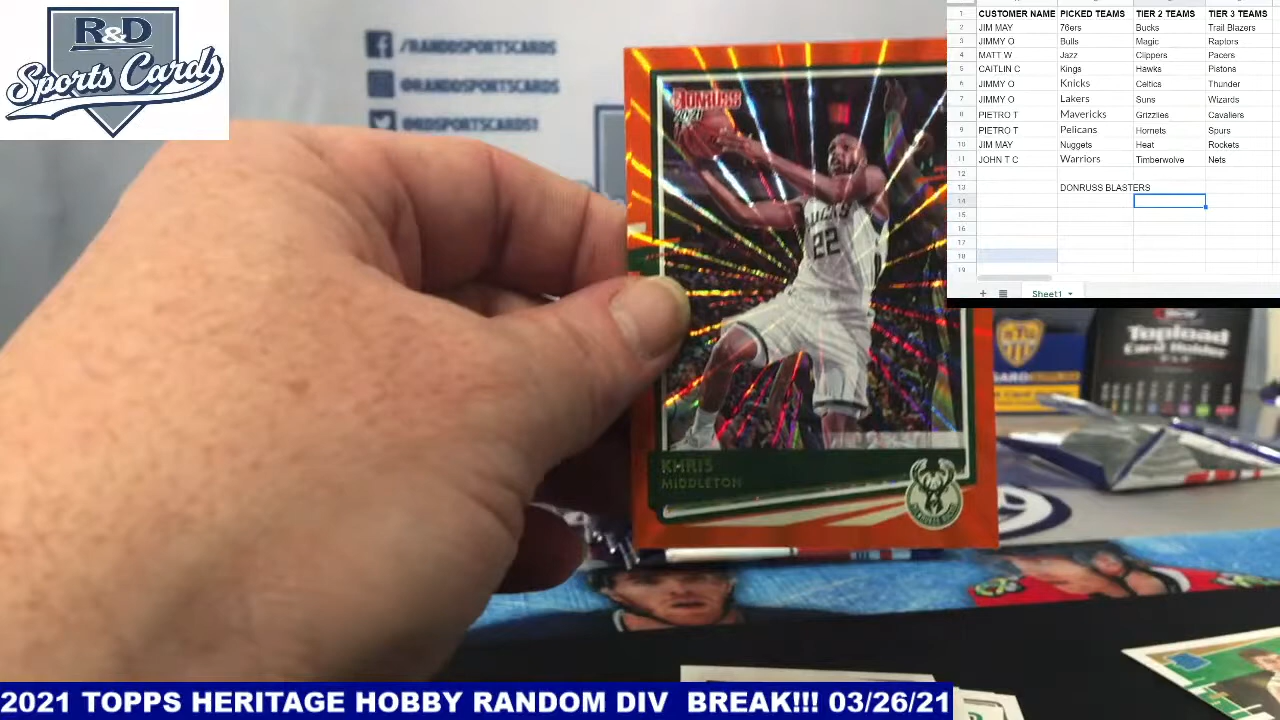 R&D
Sports Cards
/RANDDSPORTSCARDS
@RDSPORTSCARDS1
DONRUSS
2020-21
BUCKS
22
KHRIS
MIDDLETON
CUSTOMER NAME PICKED TEAMS TIER 2 TEAMS TIER 3 TEAMS
1
2 JIM MAY 76ers Bucks Trail Blazers
3 JIMMY O Bulls Magic Raptors
4 MATT W Jazz Clippers Pacers
5 CAITLIN C Kings Hawks Pistons
6 JIMMY O Knicks Celtics Thunder
7 JIMMY O Lakers Suns Wizards
8 PIETRO T Mavericks Grizzlies Cavaliers
9 PIETRO T Pelicans Hornets Spurs
10 JIM MAY Nuggets Heat Rockets
11 JOHN T C Warriors Timberwolve Nets
12
13 DONRUSS BLASTERS
14
15
16
17
18
19
Sheet1
Topload
Card Holder
2021 TOPPS HERITAGE HOBBY RANDOM DIV BREAK!!! 03/26/21